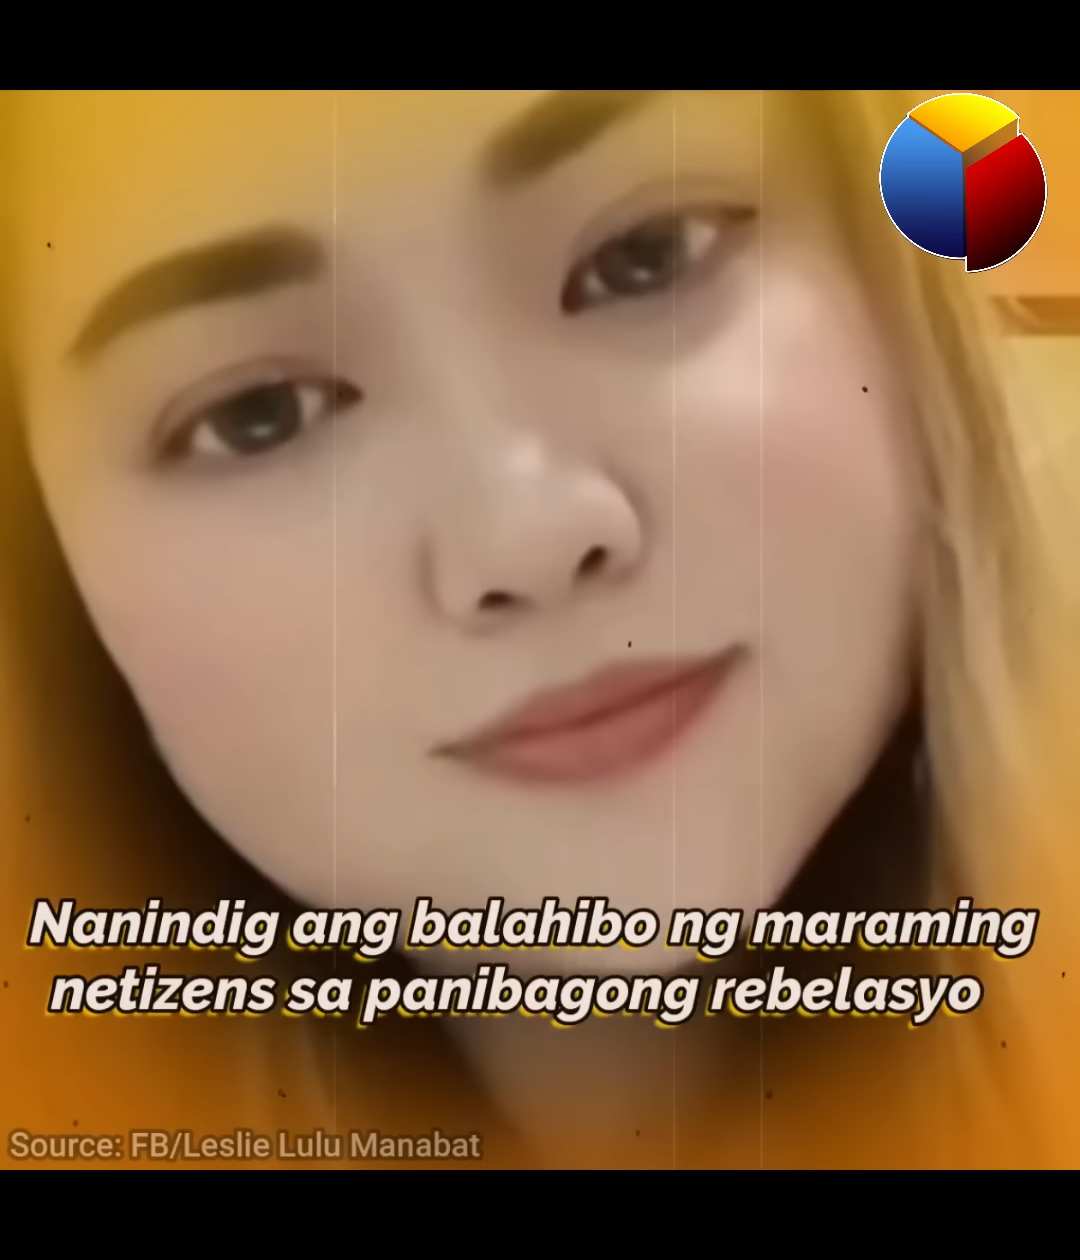 Nanindig ang balahibo ng maraming
netizens sa panibagong rebelasyo
Source: FB/Leslie Lulu Manabat